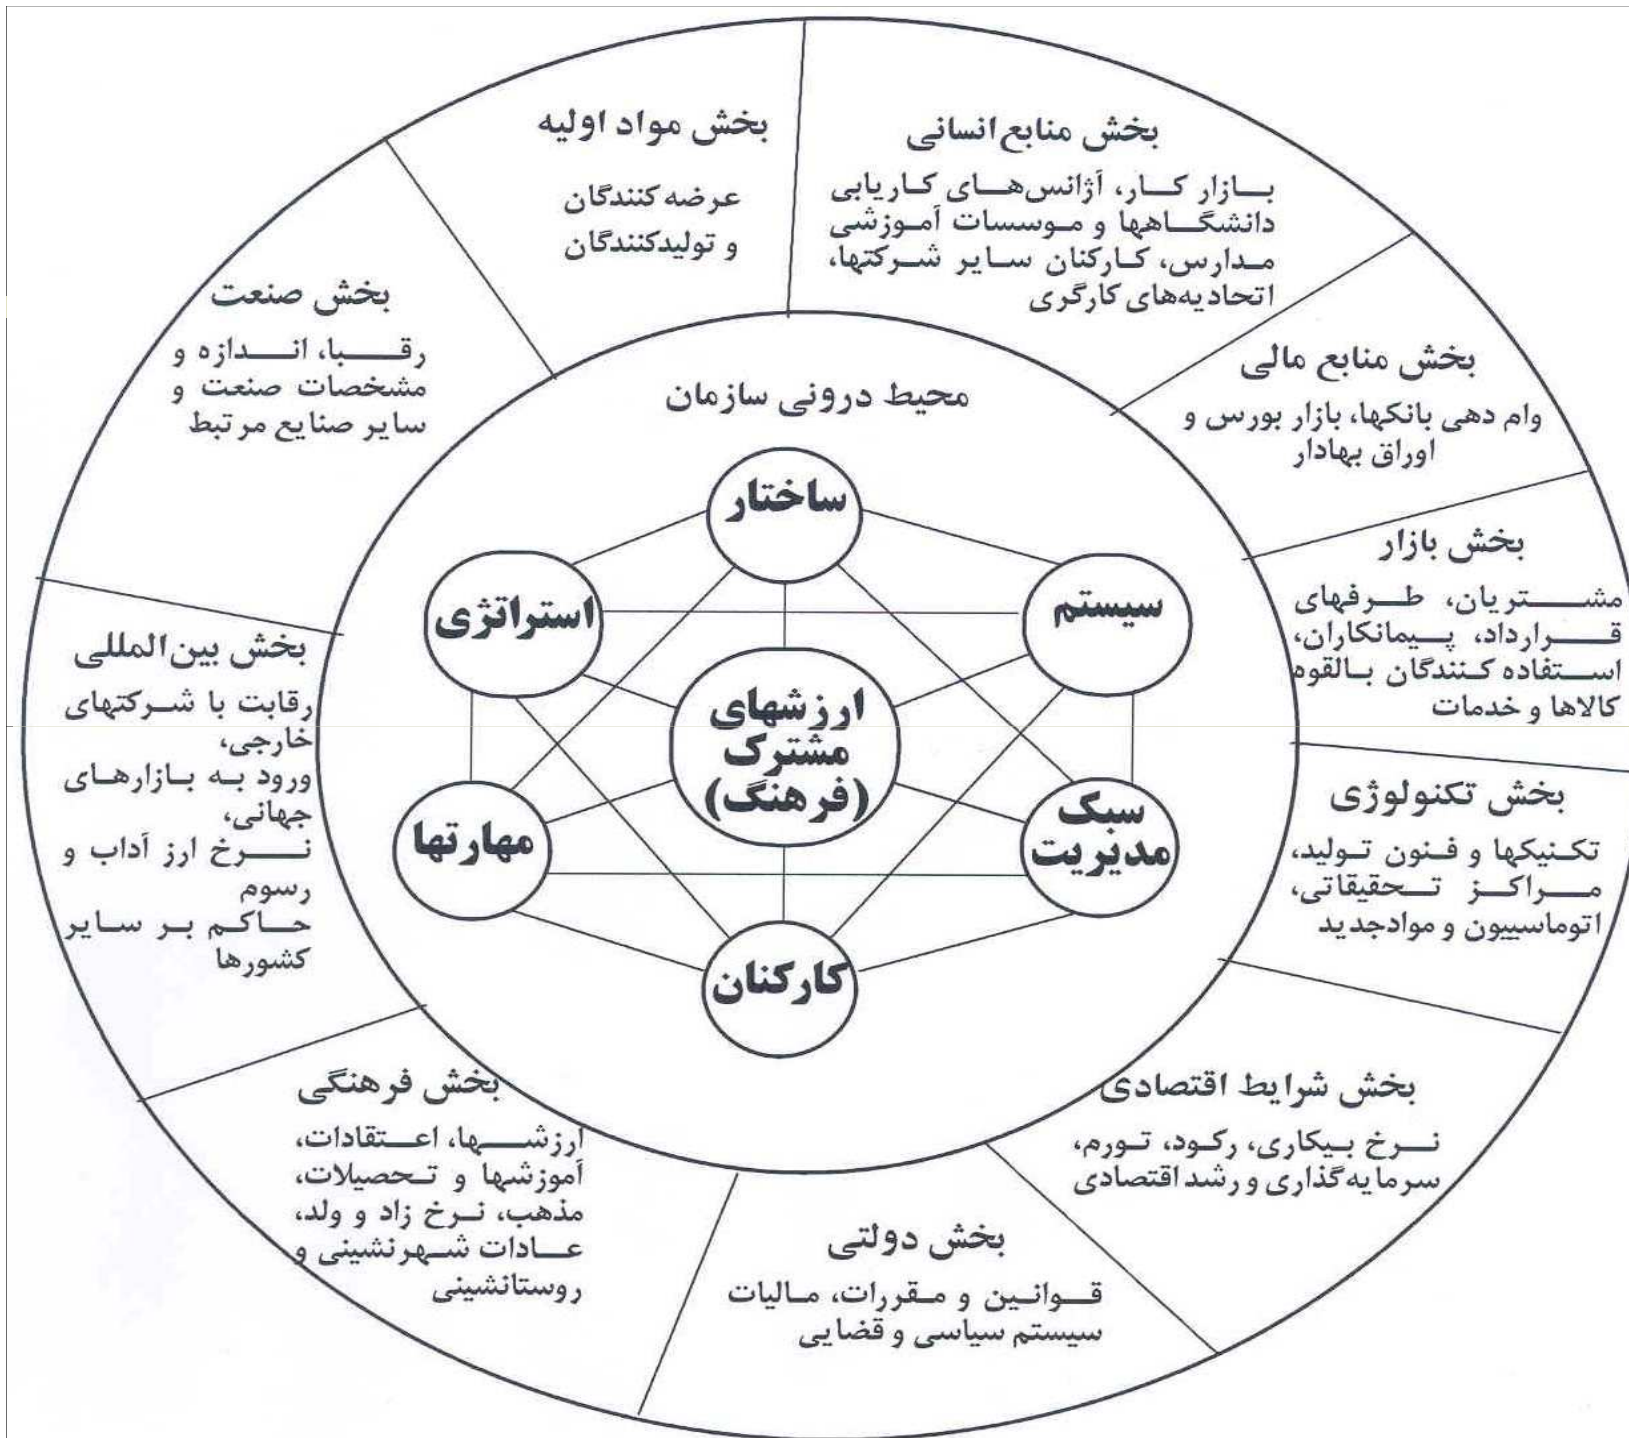 بخش مواد اولیه
عرضه کنندگان
و تولیدکنندگان
بخش منابع انسانی
بازار کار، آژانس‌های کاریابی
دانشگاهها و موسسات آموزشی
مدارس، کارکنان سایر شرکتها،
اتحادیه‌های کارگری
بخش منابع مالی
وام دهی بانکها، بازار بورس و
اوراق بهادار
بخش بازار
مشتریان، طرفهای
قرارداد، پیمانکاران،
استفاده کنندگان بالقوه
کالاها و خدمات
بخش تکنولوژی
تکنیکها و فنون تولید،
مراکز تحقیقاتی،
اتوماسییون و موادجدید
بخش شرایط اقتصادی
نرخ بیکاری، رکود، تورم،
سرمایه‌گذاری و رشد اقتصادی
بخش دولتی
قوانین و مقررات، مالیات
سیستم سیاسی و قضایی
بخش فرهنگی
ارزشها، اعتقادات،
آموزشها و تحصیلات،
مذهب، نرخ زاد و ولد،
عادات شهرنشینی و
روستانشینی
بخش بین‌المللی
رقابت با شرکتهای
خارجی،
ورود به بازارهای
جهانی،
نرخ ارز آداب و
رسوم
حاکم بر سایر
کشورها
بخش صنعت
رقبا، اندازه و
مشخصات صنعت و
سایر صنایع مرتبط
محیط درونی سازمان
ساختار
سیستم
استراتژی
ارزشهای
مشترک
(فرهنگ)
سبک
مدیریت
مهارتها
کارکنان